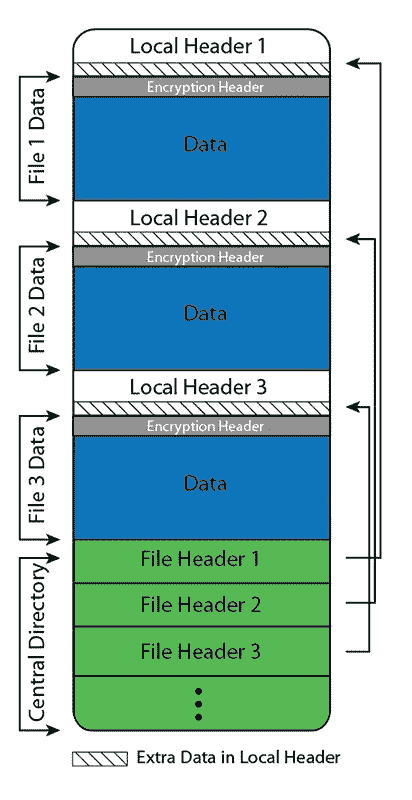 Local Header 1
Encryption Header
Data
File 1 Data
Local Header 2
Encryption Header
Data
File 2 Data
Local Header 3
Encryption Header
Data
File 3 Data
File Header 1
File Header 2
File Header 3
Central Directory
Extra Data in Local Header